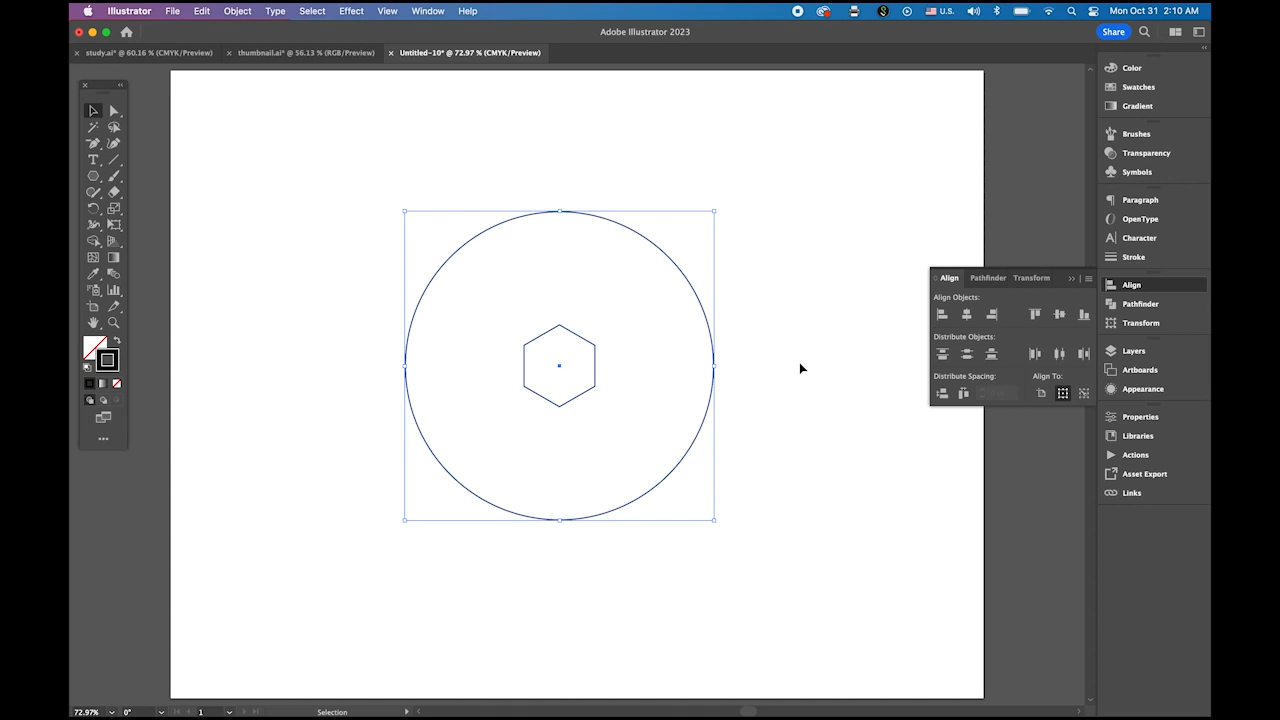 Illustrator File Edit Object Type Select Effect View Window Help U.S. Mon Oct 31 2:10 AM
Adobe Illustrator 2023 Share
study.ai* @ 60.16 % (CMYK/Preview) thumbnail.ai* @ 56.13 % (RGB/Preview) Untitled-10* @ 72.97 % (CMYK/Preview)
Color
Swatches
Gradient
Brushes
Transparency
Symbols
Paragraph
OpenType
Character
Stroke
Align
Pathfinder
Transform
Layers
Artboards
Appearance
Properties
Libraries
Actions
Asset Export
Links
Align Pathfinder Transform
Align Objects:
Distribute Objects:
Distribute Spacing: Align To:
72.97% 0° 1 Selection